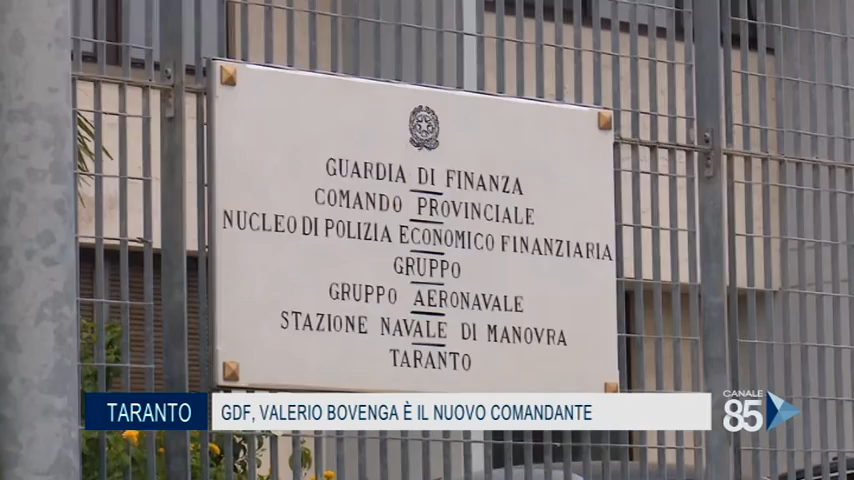 GUARDIA DI FINANZA
COMANDO PROVINCIALE
NUCLEO DI POLIZIA ECONOMICO FINANZIARIA
GRUPPO
GRUPPO AERONAVALE
STAZIONE NAVALE DI MANOVRA
TARANTO
TARANTO
GDF, VALERIO BOVENGA È IL NUOVO COMANDANTE
CANALE
85